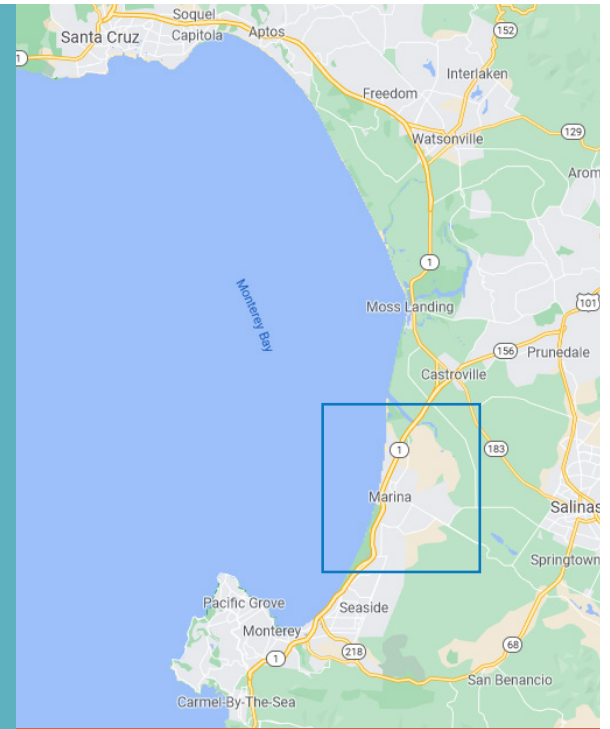 Soquel
152
Santa Cruz
Capitola
Aptos
1
Interlaken
Freedom
129
Watsonville
Arom
1
Monterey Bay
101
Moss Landing
156
Prunedale
Castroville
1
183
Marina
Salinas
Springtown
Pacific Grove
Seaside
Monterey
68
218
1
San Benancio
Carmel-By-The-Sea